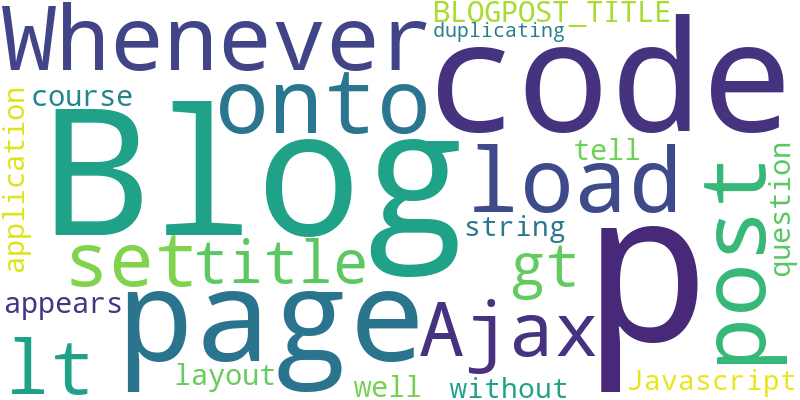 Whenever
BLOGPOST_TITLE
duplicating
code
course
onto
Blog
application
load
tell
post
question
string
set
title
gt
page
appears
Ajax
lt
layout
well
without
Javascript
p